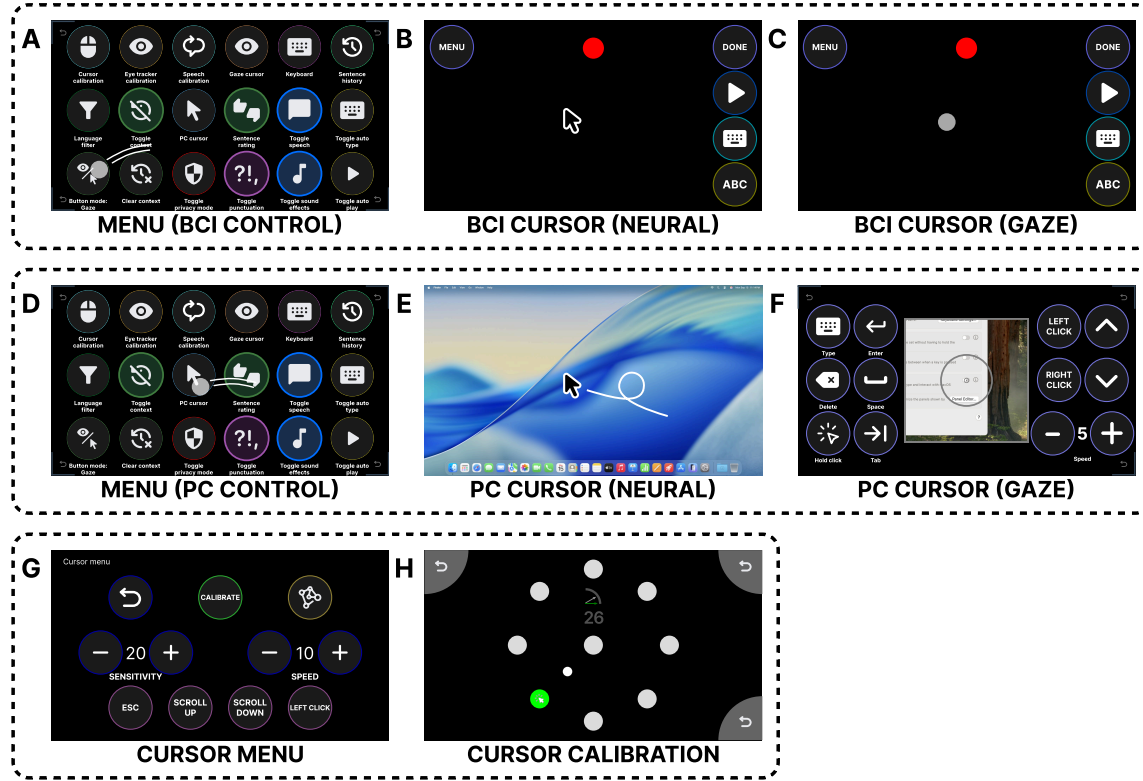 A
Cursor calibration
Eye tracker calibration
Speech calibration
Gaze cursor
Keyboard
Sentence history
Language filter
Toggle context
PC cursor
Sentence rating
Toggle speech
Toggle auto type
?!,
Button mode: Gaze
Clear context
Toggle privacy mode
Toggle punctuation
Toggle sound effects
Toggle auto play
MENU (BCI CONTROL)
B
MENU
DONE
ABC
BCI CURSOR (NEURAL)
C
MENU
DONE
ABC
BCI CURSOR (GAZE)
D
Cursor calibration
Eye tracker calibration
Speech calibration
Gaze cursor
Keyboard
Sentence history
Language filter
Toggle context
PC cursor
Sentence rating
Toggle speech
Toggle auto type
?!,
Button mode: Gaze
Clear context
Toggle privacy mode
Toggle punctuation
Toggle sound effects
Toggle auto play
MENU (PC CONTROL)
E
PC CURSOR (NEURAL)
F
Type
Enter
LEFT CLICK
Delete
Space
RIGHT CLICK
Panel Editor...
Hold click
Tab
5
Speed
PC CURSOR (GAZE)
G
Cursor menu
CALIBRATE
− 20 +
SENSITIVITY
− 10 +
SPEED
ESC
SCROLL UP
SCROLL DOWN
LEFT CLICK
CURSOR MENU
H
26
CURSOR CALIBRATION